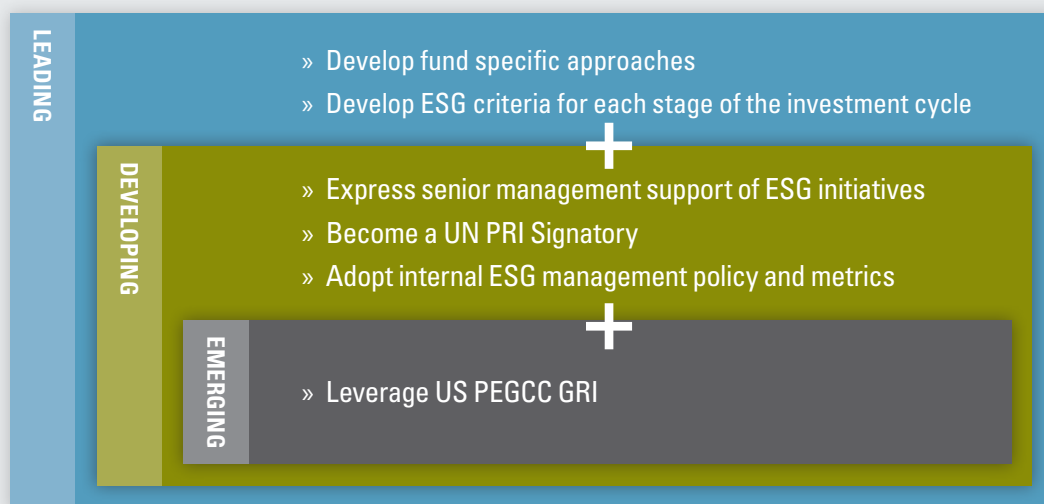 LEADING
» Develop fund specific approaches
» Develop ESG criteria for each stage of the investment cycle
+
DEVELOPING
» Express senior management support of ESG initiatives
» Become a UN PRI Signatory
» Adopt internal ESG management policy and metrics
+
EMERGING
» Leverage US PEGCC GRI